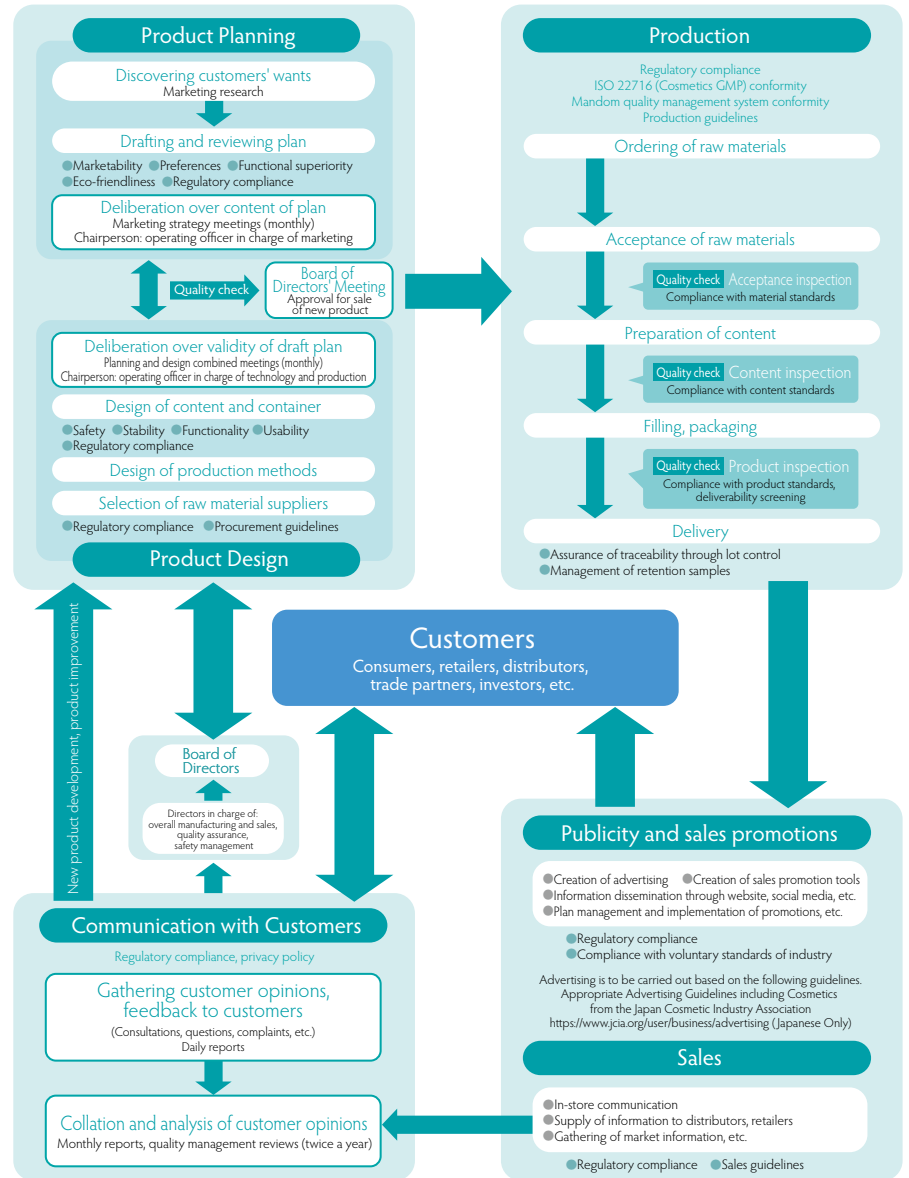 Product Planning
Discovering customers' wants
Marketing research
Drafting and reviewing plan
Marketability Preferences Functional superiority
Eco-friendliness Regulatory compliance
Deliberation over content of plan
Marketing strategy meetings (monthly)
Chairperson: operating officer in charge of marketing
Quality check
Board of
Directors' Meeting
Approval for sale
of new product
Deliberation over validity of draft plan
Planning and design combined meetings (monthly)
Chairperson: operating officer in charge of technology and production
Design of content and container
Safety Stability Functionality Usability
Regulatory compliance
Design of production methods
Selection of raw material suppliers
Regulatory compliance Procurement guidelines
Product Design
Production
Regulatory compliance
ISO 22716 (Cosmetics GMP) conformity
Mandom quality management system conformity
Production guidelines
Ordering of raw materials
Acceptance of raw materials
Quality check Acceptance inspection
Compliance with material standards
Preparation of content
Quality check Content inspection
Compliance with content standards
Filling, packaging
Quality check Product inspection
Compliance with product standards,
deliverability screening
Delivery
Assurance of traceability through lot control
Management of retention samples
New product development, product improvement
Customers
Consumers, retailers, distributors,
trade partners, investors, etc.
Board of
Directors
Directors in charge of:
overall manufacturing and sales,
quality assurance,
safety management
Communication with Customers
Regulatory compliance, privacy policy
Gathering customer opinions,
feedback to customers
(Consultations, questions, complaints, etc.)
Daily reports
Collation and analysis of customer opinions
Monthly reports, quality management reviews (twice a year)
Publicity and sales promotions
Creation of advertising Creation of sales promotion tools
Information dissemination through website, social media, etc.
Plan management and implementation of promotions, etc.
Regulatory compliance
Compliance with voluntary standards of industry
Advertising is to be carried out based on the following guidelines.
Appropriate Advertising Guidelines including Cosmetics
from the Japan Cosmetic Industry Association
https://www.jcia.org/user/business/advertising (Japanese Only)
Sales
In-store communication
Supply of information to distributors, retailers
Gathering of market information, etc.
Regulatory compliance Sales guidelines